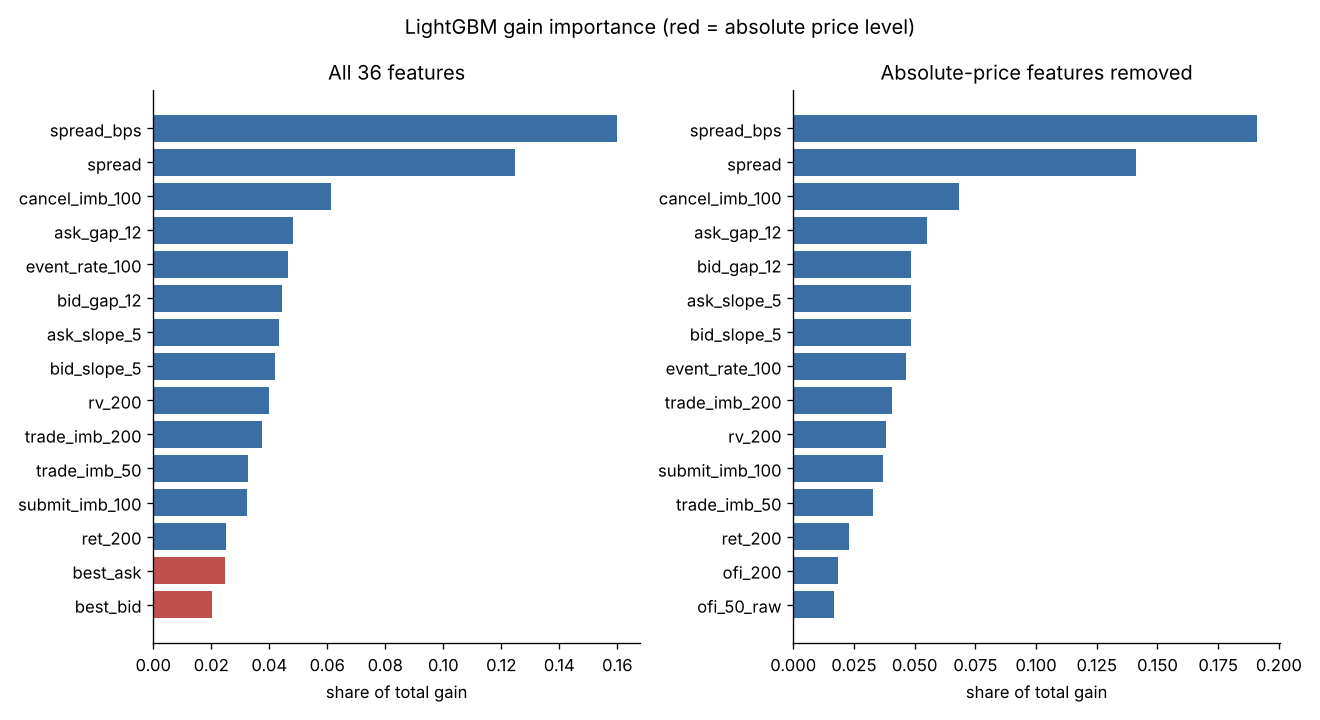 LightGBM gain importance (red = absolute price level)
All 36 features
spread_bps
spread
cancel_imb_100
ask_gap_12
event_rate_100
bid_gap_12
ask_slope_5
bid_slope_5
rv_200
trade_imb_200
trade_imb_50
submit_imb_100
ret_200
best_ask
best_bid
0.00 0.02 0.04 0.06 0.08 0.10 0.12 0.14 0.16
share of total gain
Absolute-price features removed
spread_bps
spread
cancel_imb_100
ask_gap_12
bid_gap_12
ask_slope_5
bid_slope_5
event_rate_100
trade_imb_200
rv_200
submit_imb_100
trade_imb_50
ret_200
ofi_200
ofi_50_raw
0.000 0.025 0.050 0.075 0.100 0.125 0.150 0.175 0.200
share of total gain